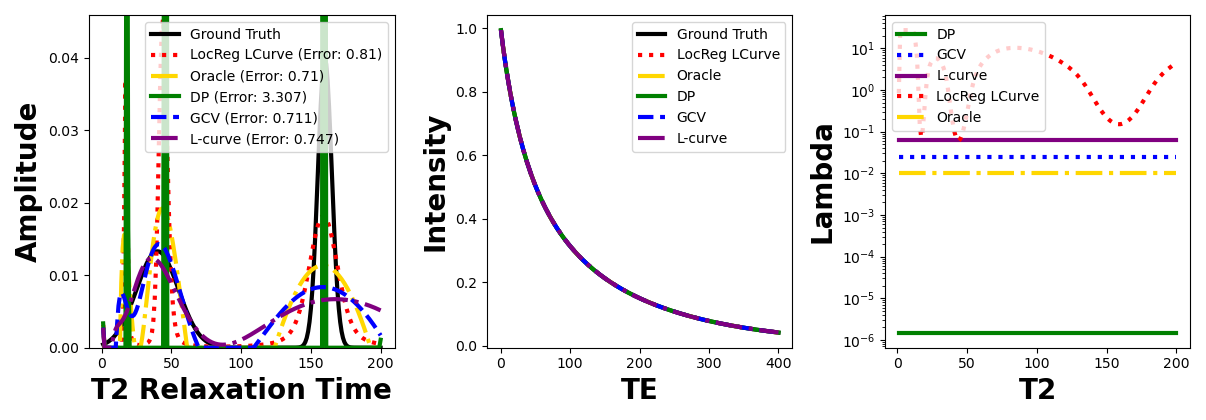 Amplitude
0.04
0.03
0.02
0.01
0.00
0
50
100
150
200
T2 Relaxation Time
Ground Truth
LocReg LCurve (Error: 0.81)
Oracle (Error: 0.71)
DP (Error: 3.307)
GCV (Error: 0.711)
L-curve (Error: 0.747)
Intensity
1.0
0.8
0.6
0.4
0.2
0.0
0
100
200
300
400
TE
Ground Truth
LocReg LCurve
Oracle
DP
GCV
L-curve
Lambda
10¹
10⁰
10⁻¹
10⁻²
10⁻³
10⁻⁴
10⁻⁵
10⁻⁶
0
50
100
150
200
T2
DP
GCV
L-curve
LocReg LCurve
Oracle